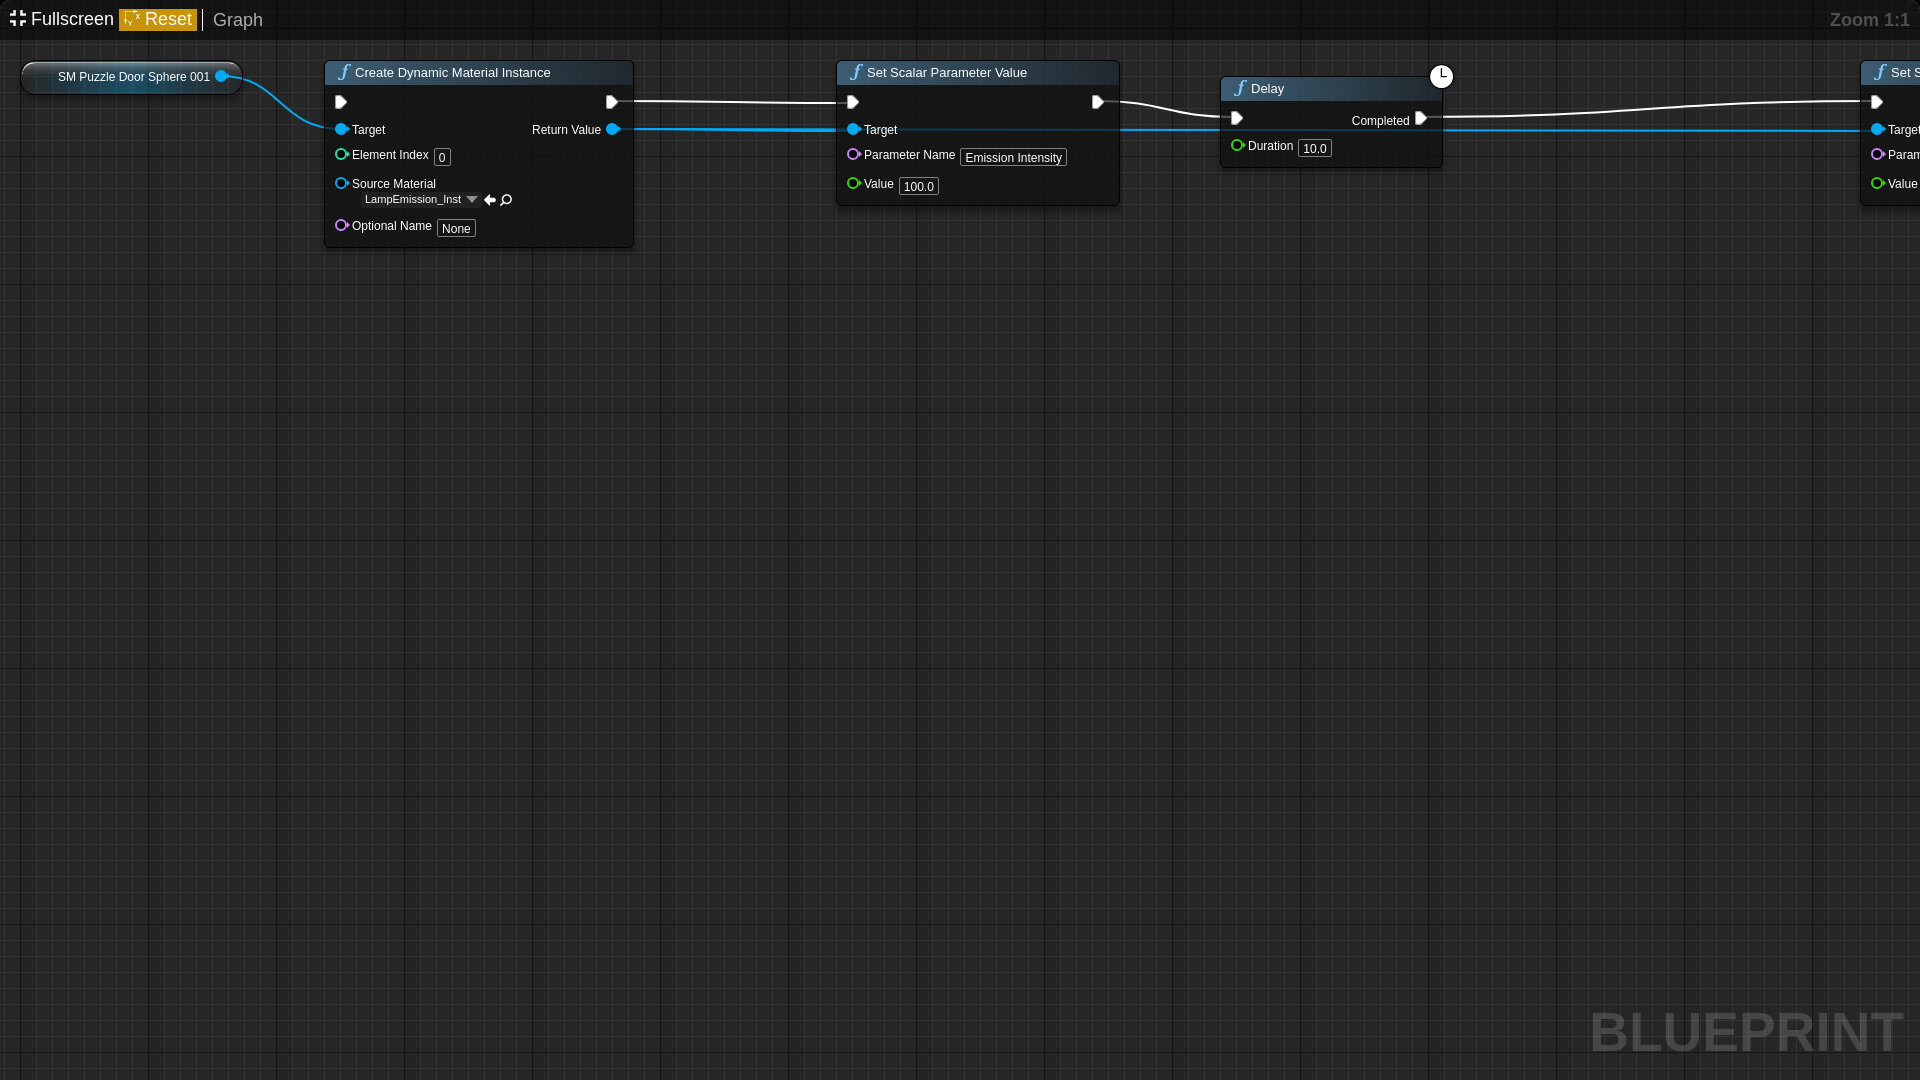 Fullscreen Reset Graph Zoom 1:1
SM Puzzle Door Sphere 001
Create Dynamic Material Instance
Target Return Value
Element Index 0
Source Material
LampEmission_Inst
Optional Name None
Set Scalar Parameter Value
Target
Parameter Name Emission Intensity
Value 100.0
Delay
Completed
Duration 10.0
Set S
Target
Param
Value
BLUEPRINT